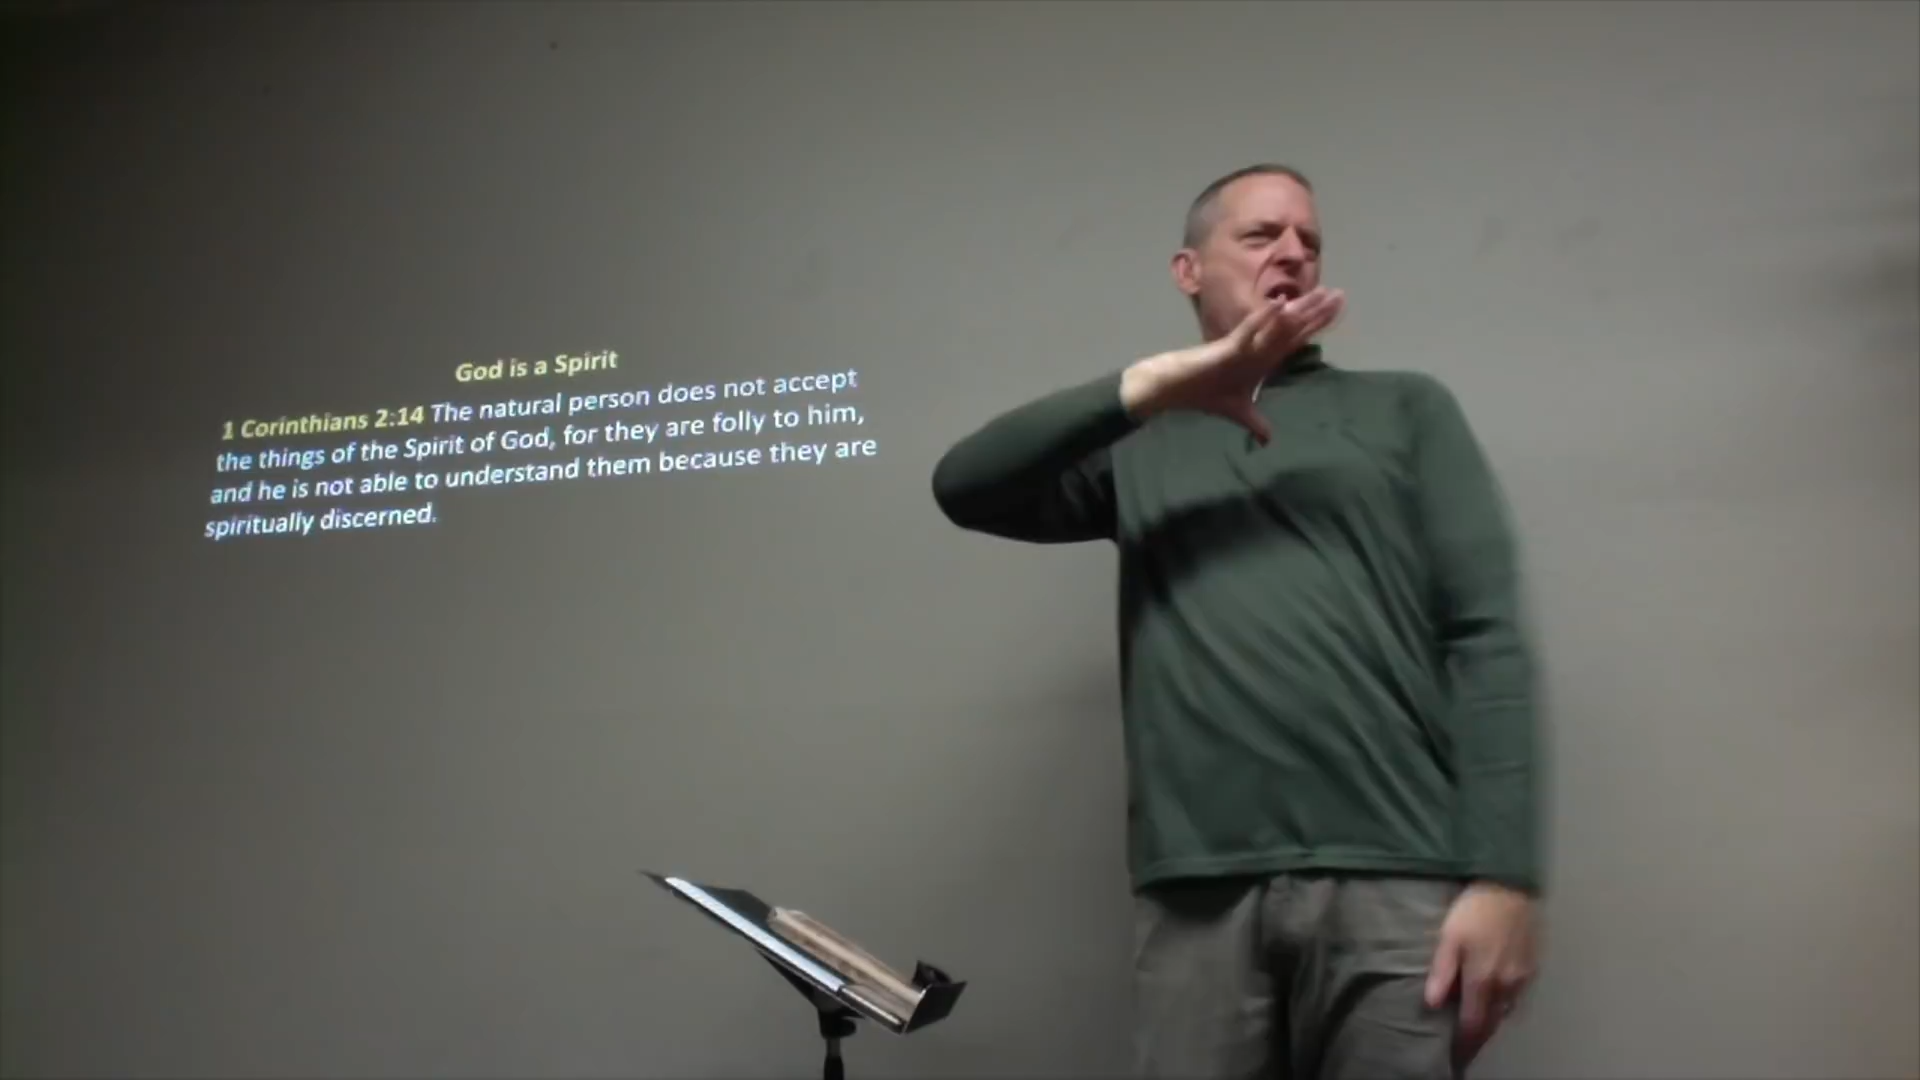 God is a Spirit
1 Corinthians 2:14 The natural person does not accept
the things of the Spirit of God, for they are folly to him,
and he is not able to understand them because they are
spiritually discerned.